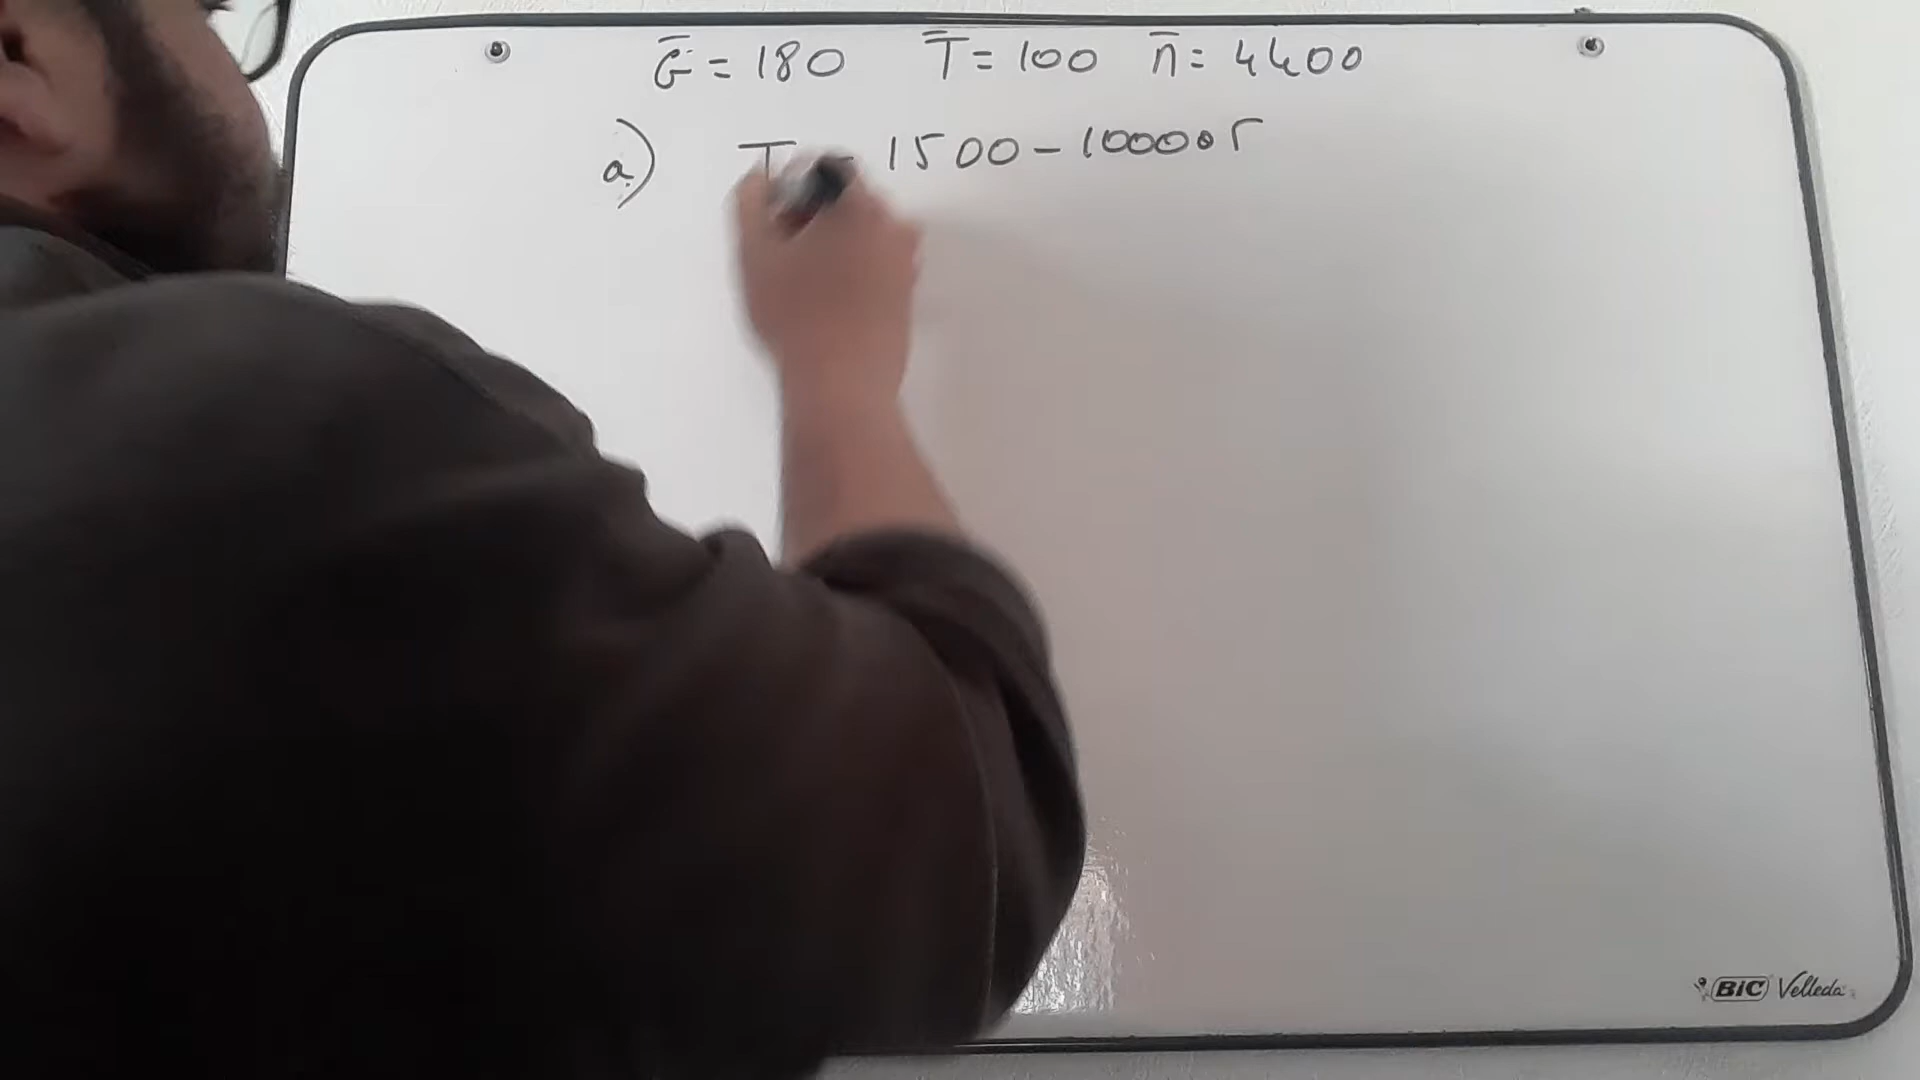 Ḡ = 180 T̄ = 100 n̄ = 4400
a) 1500 - 10000r
BIC Velleda